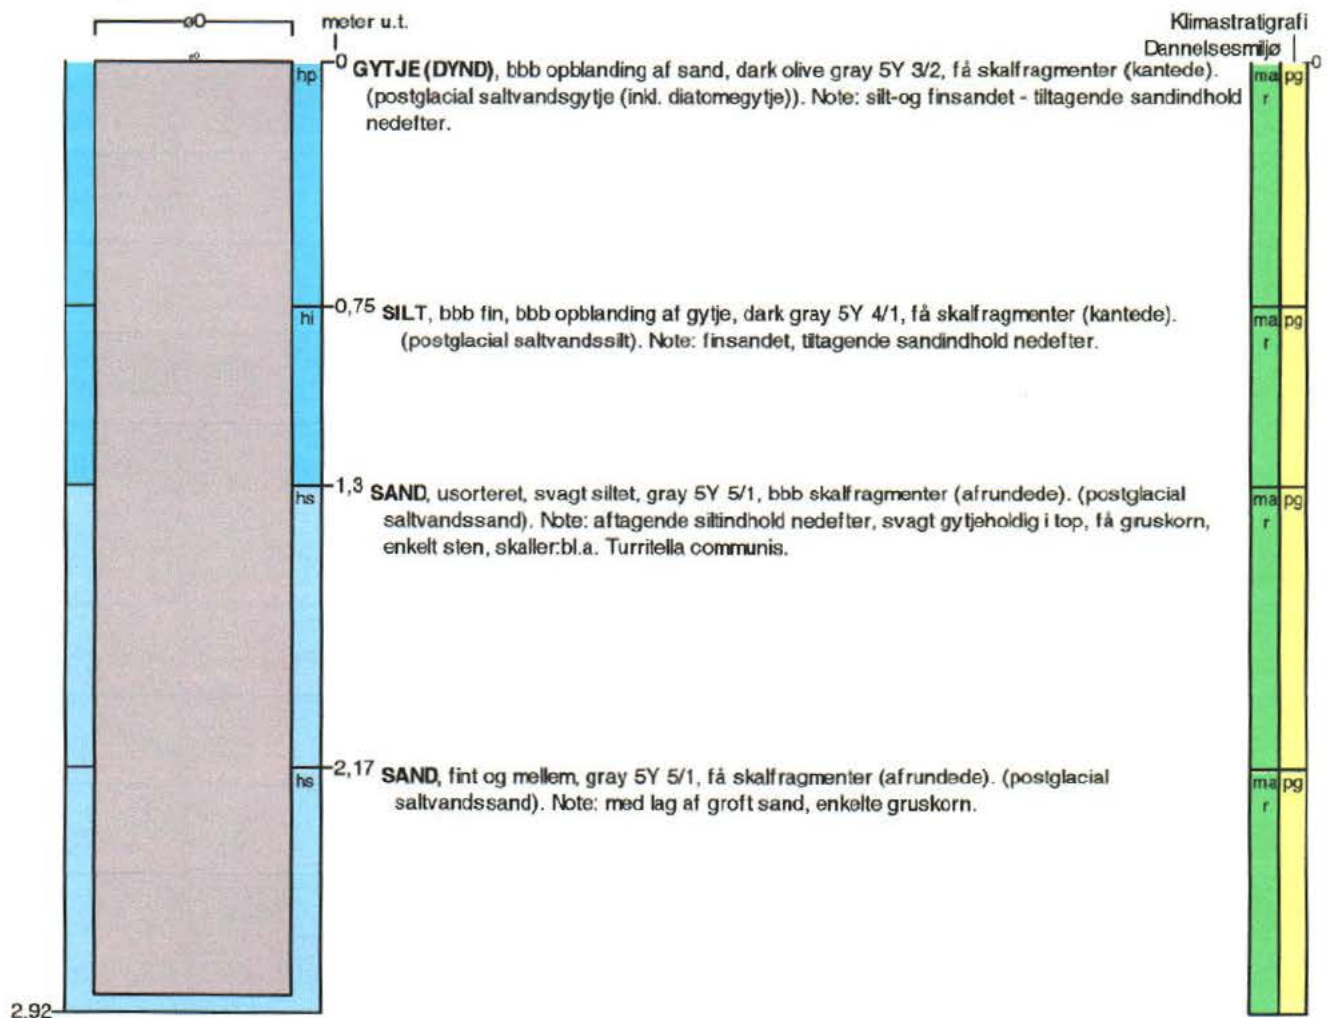 ø0
meter u.t.
Klimastratigrafi
Dannelsesmiljø
0
0
hp
GYTJE (DYND), bbb opblanding af sand, dark olive gray 5Y 3/2, få skalfragmenter (kantede).
(postglacial saltvandsgytje (inkl. diatomegytje)). Note: silt-og finsandet - tiltagende sandindhold
nedefter.
ma pg
r
hi
0,75 SILT, bbb fin, bbb opblanding af gytje, dark gray 5Y 4/1, få skalfragmenter (kantede).
(postglacial saltvandssilt). Note: finsandet, tiltagende sandindhold nedefter.
ma pg
r
hs
1,3 SAND, usorteret, svagt siltet, gray 5Y 5/1, bbb skalfragmenter (afrundede). (postglacial
saltvandssand). Note: aftagende siltindhold nedefter, svagt gytjeholdig i top, få gruskorn,
enkelt sten, skaller:bl.a. Turritella communis.
ma pg
r
hs
2,17 SAND, fint og mellem, gray 5Y 5/1, få skalfragmenter (afrundede). (postglacial
saltvandssand). Note: med lag af groft sand, enkelte gruskorn.
ma pg
r
2.92